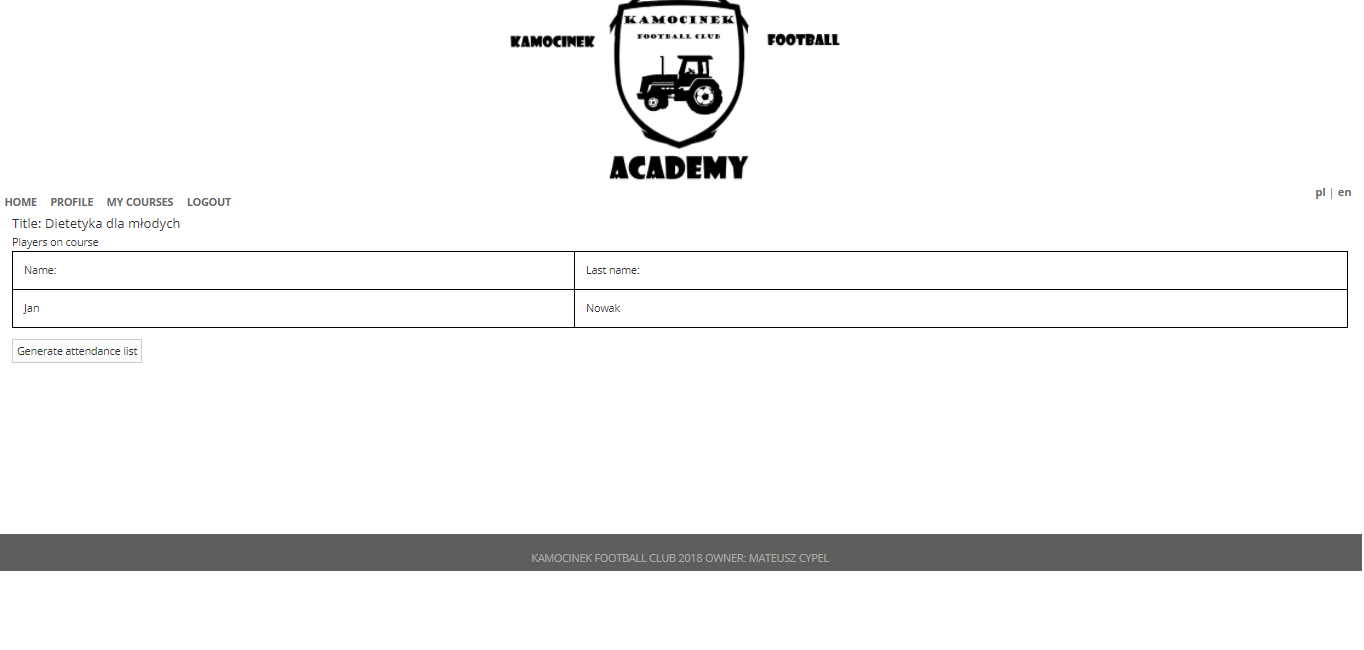 KAMOCINEK
FOOTBALL CLUB
KAMOCINEK
FOOTBALL
ACADEMY
pl | en
HOME PROFILE MY COURSES LOGOUT
Title: Dietetyka dla młodych
Players on course
Name: Last name:
Jan Nowak
Generate attendance list
KAMOCINEK FOOTBALL CLUB 2018 OWNER: MATEUSZ CYPEL